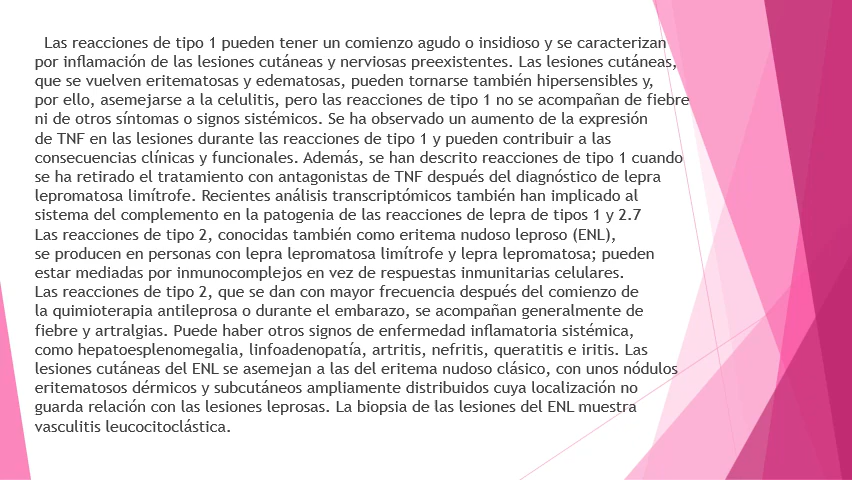 Las reacciones de tipo 1 pueden tener un comienzo agudo o insidioso y se caracterizan
por inflamación de las lesiones cutáneas y nerviosas preexistentes. Las lesiones cutáneas,
que se vuelven eritematosas y edematosas, pueden tornarse también hipersensibles y,
por ello, asemejarse a la celulitis, pero las reacciones de tipo 1 no se acompañan de fiebre
ni de otros síntomas o signos sistémicos. Se ha observado un aumento de la expresión
de TNF en las lesiones durante las reacciones de tipo 1 y pueden contribuir a las
consecuencias clínicas y funcionales. Además, se han descrito reacciones de tipo 1 cuando
se ha retirado el tratamiento con antagonistas de TNF después del diagnóstico de lepra
lepromatosa limítrofe. Recientes análisis transcriptómicos también han implicado al
sistema del complemento en la patogenia de las reacciones de lepra de tipos 1 y 2.7
Las reacciones de tipo 2, conocidas también como eritema nudoso leproso (ENL),
se producen en personas con lepra lepromatosa limítrofe y lepra lepromatosa; pueden
estar mediadas por inmunocomplejos en vez de respuestas inmunitarias celulares.
Las reacciones de tipo 2, que se dan con mayor frecuencia después del comienzo de
la quimioterapia antileprosa o durante el embarazo, se acompañan generalmente de
fiebre y artralgias. Puede haber otros signos de enfermedad inflamatoria sistémica,
como hepatoesplenomegalia, linfoadenopatía, artritis, nefritis, queratitis e iritis. Las
lesiones cutáneas del ENL se asemejan a las del eritema nudoso clásico, con unos nódulos
eritematosos dérmicos y subcutáneos ampliamente distribuidos cuya localización no
guarda relación con las lesiones leprosas. La biopsia de las lesiones del ENL muestra
vasculitis leucocitoclástica.